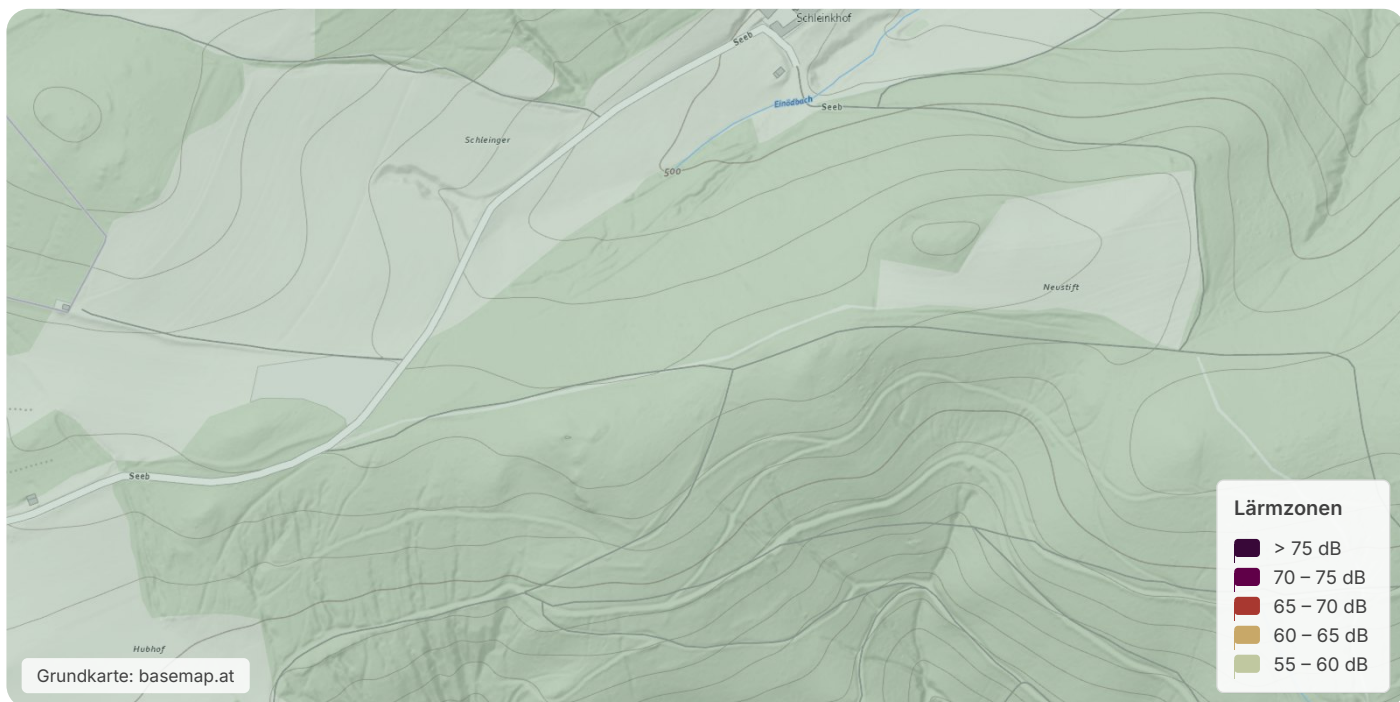 Schleinkhof
Seeb
Einödbach
Seeb
Schleinger
500
Neustift
Seeb
Hubhof
Lärmzonen
> 75 dB
70 – 75 dB
65 – 70 dB
60 – 65 dB
55 – 60 dB
Grundkarte: basemap.at